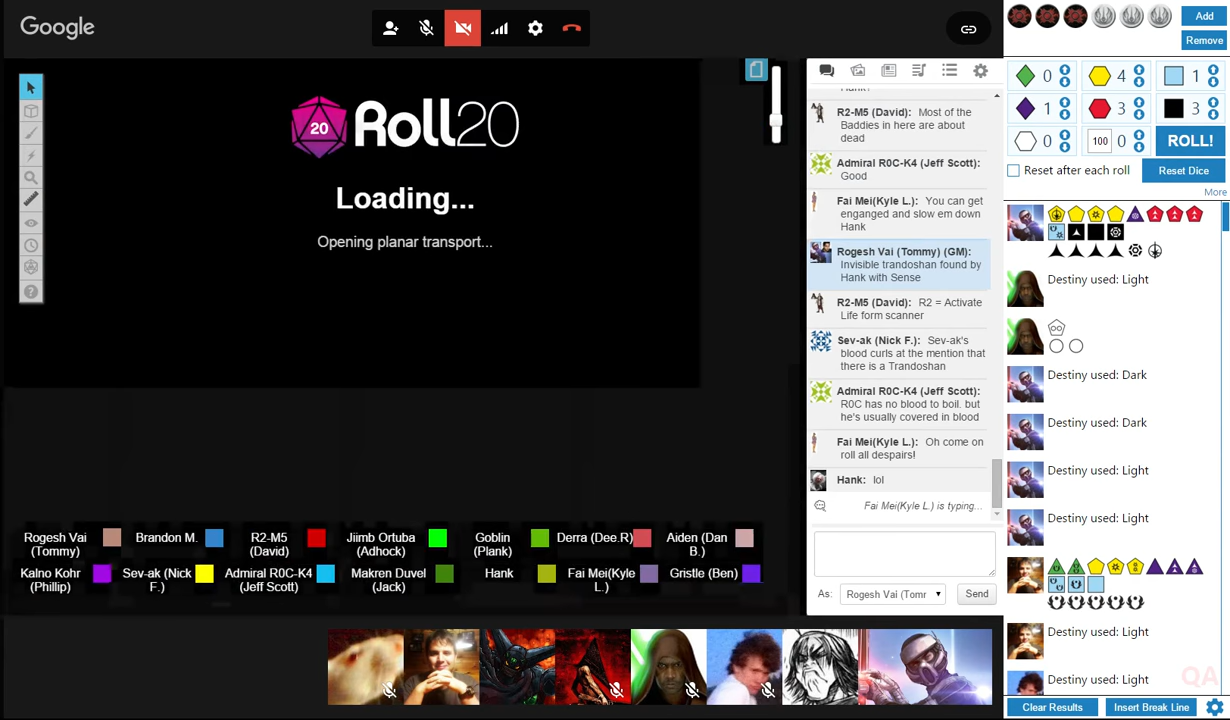 Google
20
Roll20
Loading...
Opening planar transport...
Hank?
R2-M5 (David): Most of the
Baddies in here are about
dead
Admiral R0C-K4 (Jeff Scott):
Good
Fai Mei(Kyle L.): You can get
enganged and slow em down
Hank
Rogesh Vai (Tommy) (GM):
Invisible trandoshan found by
Hank with Sense
R2-M5 (David): R2 = Activate
Life form scanner
Sev-ak (Nick F.): Sev-ak's
blood curls at the mention that
there is a Trandoshan
Admiral R0C-K4 (Jeff Scott):
R0C has no blood to boil. but
he's usually covered in blood
Fai Mei(Kyle L.): Oh come on
roll all despairs!
Hank: lol
Fai Mei(Kyle L.) is typing...
As: Rogesh Vai (Tomr
Send
Rogesh Vai
(Tommy)
Brandon M.
R2-M5
(David)
Jiimb Ortuba
(Adhock)
Goblin
(Plank)
Derra (Dee.R)
Aiden (Dan
B.)
Kalno Kohr
(Phillip)
Sev-ak (Nick
F.)
Admiral R0C-K4
(Jeff Scott)
Makren Duvel
(Jack)
Hank
Fai Mei(Kyle
L.)
Gristle (Ben)
Add
Remove
0 4 1
1 3 3
0 100 0 ROLL!
Reset after each roll Reset Dice
More
Destiny used: Light
Destiny used: Dark
Destiny used: Dark
Destiny used: Light
Destiny used: Light
Destiny used: Light
Destiny used: Light
QA
Clear Results Insert Break Line